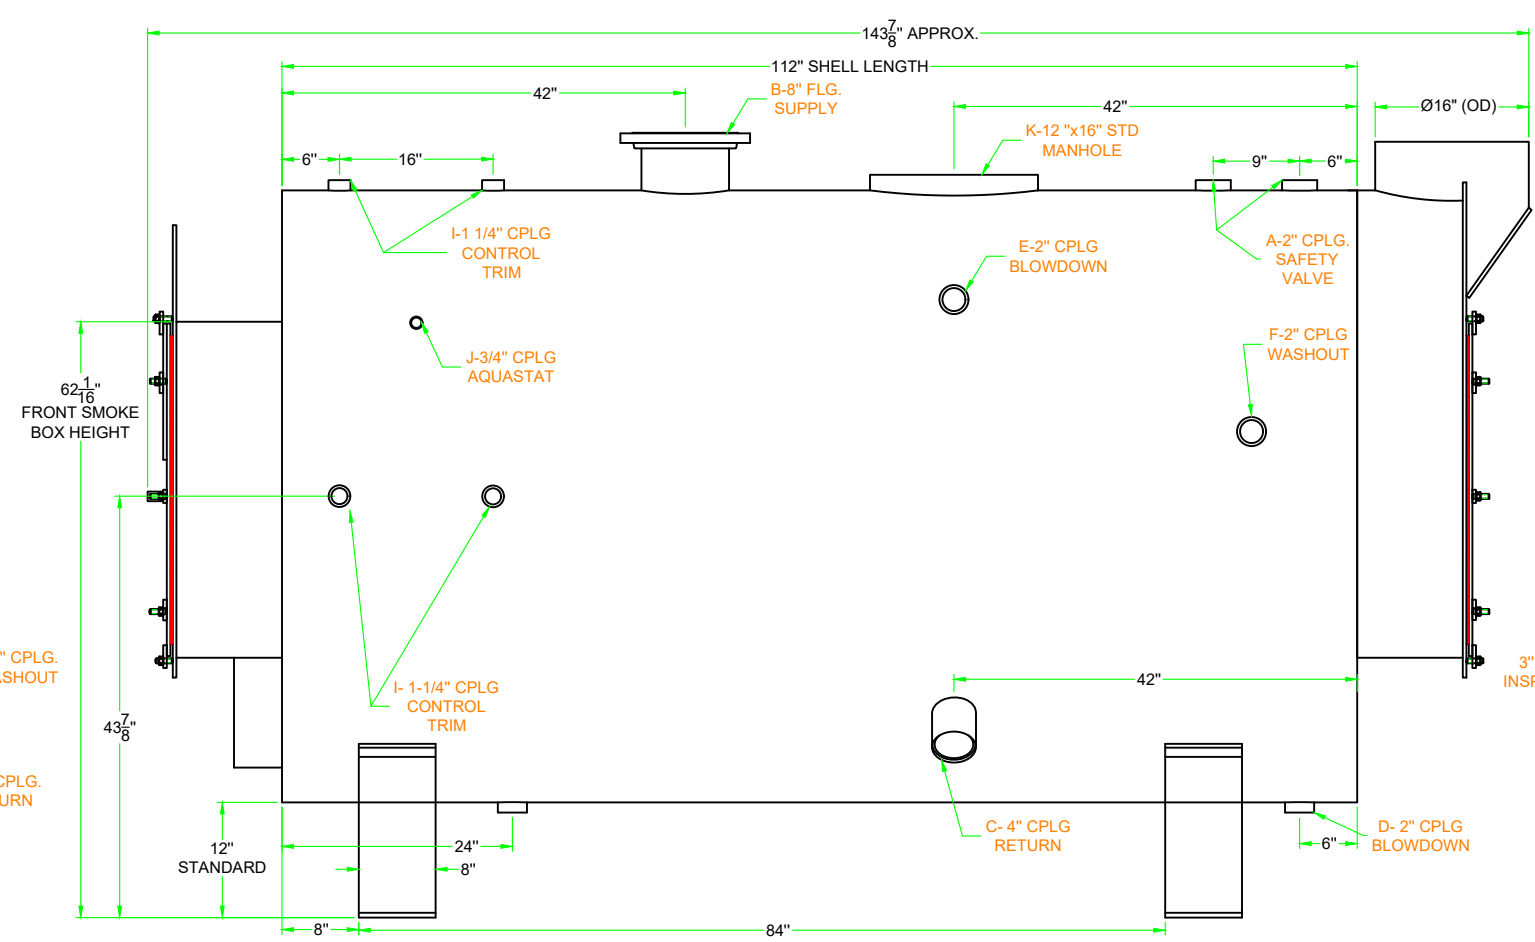 143 7/8" APPROX.
112" SHELL LENGTH
42"
B-8" FLG.
SUPPLY
42"
Ø16" (OD)
K-12 "x16" STD
MANHOLE
6"
16"
9"
6"
I-1 1/4" CPLG
CONTROL
TRIM
E-2" CPLG
BLOWDOWN
A-2" CPLG.
SAFETY
VALVE
J-3/4" CPLG
AQUASTAT
F-2" CPLG
WASHOUT
62 1/16"
FRONT SMOKE
BOX HEIGHT
" CPLG.
ASHOUT
3"
INSP
I- 1-1/4" CPLG
CONTROL
TRIM
42"
43 7/8"
CPLG.
URN
C- 4" CPLG
RETURN
D- 2" CPLG
BLOWDOWN
12"
STANDARD
24"
8"
6"
8"
84"